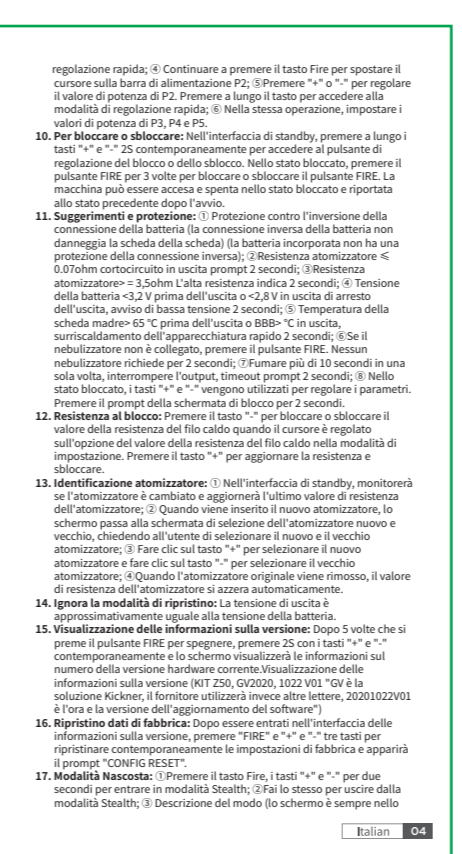 regolazione rapida; ④ Continuare a premere il tasto Fire per spostare il
cursore sulla barra di alimentazione P2; ⑤Premere "+" o "-" per regolare
il valore di potenza di P2. Premere a lungo il tasto per accedere alla
modalità di regolazione rapida; ⑥ Nella stessa operazione, impostare i
valori di potenza di P3, P4 e P5.
10. Per bloccare o sbloccare: Nell'interfaccia di standby, premere a lungo i
tasti "+" e "-" 2S contemporaneamente per accedere al pulsante di
regolazione del blocco o dello sblocco. Nello stato bloccato, premere il
pulsante FIRE per 3 volte per bloccare o sbloccare il pulsante FIRE. La
macchina può essere accesa e spenta nello stato bloccato e riportata
allo stato precedente dopo l'avvio.
11. Suggerimenti e protezione: ① Protezione contro l'inversione della
connessione della batteria (la connessione inversa della batteria non
danneggia la scheda della scheda) (la batteria incorporata non ha una
protezione della connessione inversa); ②Resistenza atomizzatore ≤
0.07ohm cortocircuito in uscita prompt 2 secondi; ③Resistenza
atomizzatore> = 3,5ohm L'alta resistenza indica 2 secondi; ④ Tensione
della batteria <3,2 V prima dell'uscita o <2,8 V in uscita di arresto
dell'uscita, avviso di bassa tensione 2 secondi; ⑤ Temperatura della
scheda madre> 65 °C prima dell'uscita o BBB> °C in uscita,
surriscaldamento dell'apparecchiatura rapido 2 secondi; ⑥Se il
nebulizzatore non è collegato, premere il pulsante FIRE. Nessun
nebulizzatore richiede per 2 secondi; ⑦Fumare più di 10 secondi in una
sola volta, interrompere l'output, timeout prompt 2 secondi; ⑧ Nello
stato bloccato, i tasti "+" e "-" vengono utilizzati per regolare i parametri.
Premere il prompt della schermata di blocco per 2 secondi.
12. Resistenza al blocco: Premere il tasto "-" per bloccare o sbloccare il
valore della resistenza del filo caldo quando il cursore è regolato
sull'opzione del valore della resistenza del filo caldo nella modalità di
impostazione. Premere il tasto "+" per aggiornare la resistenza e
sbloccare.
13. Identificazione atomizzatore: ① Nell'interfaccia di standby, monitorerà
se l'atomizzatore è cambiato e aggiornerà l'ultimo valore di resistenza
dell'atomizzatore; ② Quando viene inserito il nuovo atomizzatore, lo
schermo passa alla schermata di selezione dell'atomizzatore nuovo e
vecchio, chiedendo all'utente di selezionare il nuovo e il vecchio
atomizzatore; ③ Fare clic sul tasto "+" per selezionare il nuovo
atomizzatore e fare clic sul tasto "-" per selezionare il vecchio
atomizzatore; ④Quando l'atomizzatore originale viene rimosso, il valore
di resistenza dell'atomizzatore si azzera automaticamente.
14. Ignora la modalità di ripristino: La tensione di uscita è
approssimativamente uguale alla tensione della batteria.
15. Visualizzazione delle informazioni sulla versione: Dopo 5 volte che si
preme il pulsante FIRE per spegnere, premere 2S con i tasti "+" e "-"
contemporaneamente e lo schermo visualizzerà le informazioni sul
numero della versione hardware corrente.Visualizzazione delle
informazioni sulla versione (KIT Z50, GV2020, 1022 V01 "GV è la
soluzione Kickner, il fornitore utilizzerà invece altre lettere, 20201022V01
è l'ora e la versione dell'aggiornamento del software")
16. Ripristino dati di fabbrica: Dopo essere entrati nell'interfaccia delle
informazioni sulla versione, premere "FIRE" e "+" e "-" tre tasti per
ripristinare contemporaneamente le impostazioni di fabbrica e apparirà
il prompt "CONFIG RESET".
17. Modalità Nascosta: ①Premere il tasto Fire, i tasti "+" e "-" per due
secondi per entrare in modalità Stealth; ②Fai lo stesso per uscire dalla
modalità Stealth; ③ Descrizione del modo (lo schermo è sempre nello
Italian 04